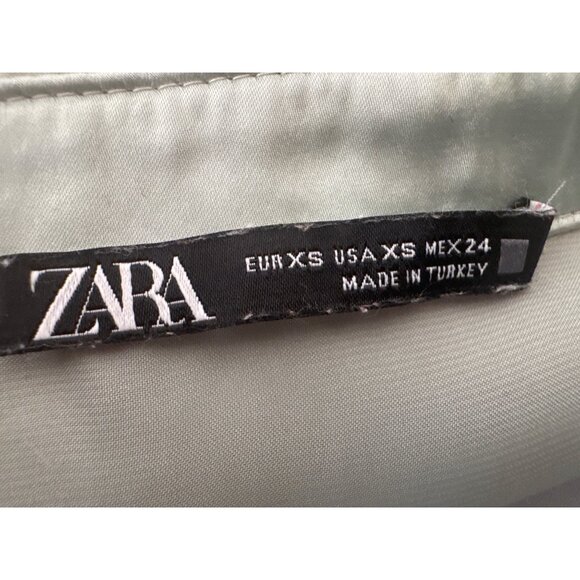 ZARA
EUR XS USA XS MEX 24
MADE IN TURKEY